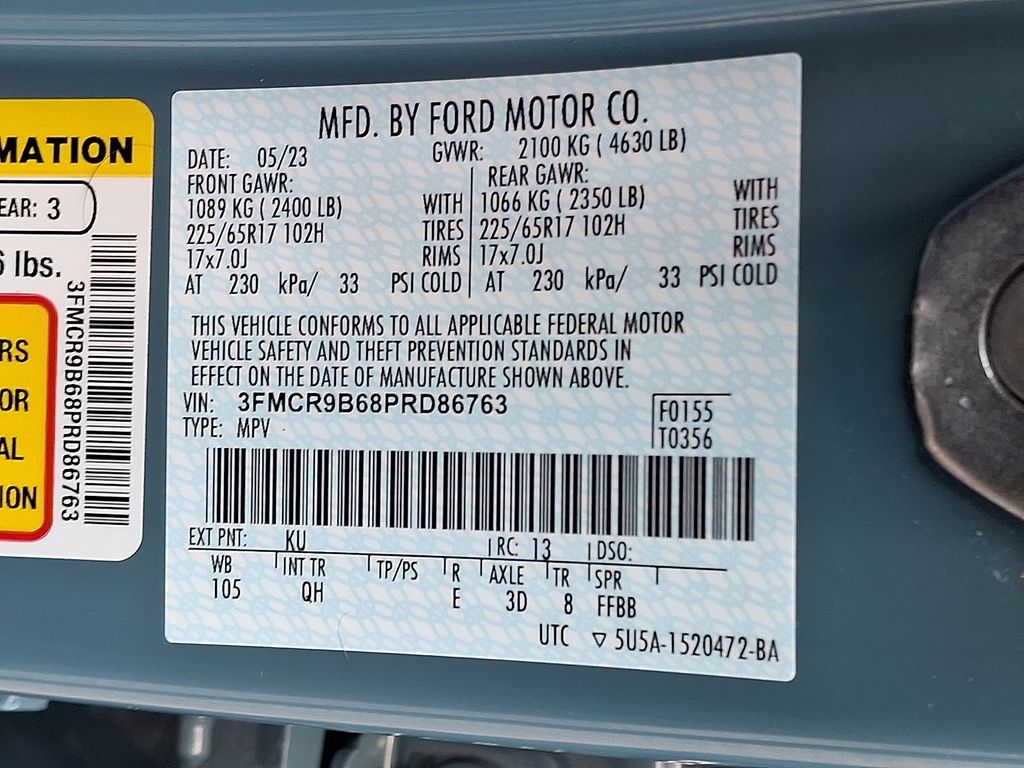 MATION
EAR: 3
6 lbs.
RS
OR
AL
ION
3FMCR9B68PRD86763
MFD. BY FORD MOTOR CO.
DATE: 05/23 GVWR: 2100 KG ( 4630 LB)
FRONT GAWR: REAR GAWR:
1089 KG ( 2400 LB) WITH 1066 KG ( 2350 LB) WITH
225/65R17 102H TIRES 225/65R17 102H TIRES
17x7.0J RIMS 17x7.0J RIMS
AT 230 kPa/ 33 PSI COLD AT 230 kPa/ 33 PSI COLD
THIS VEHICLE CONFORMS TO ALL APPLICABLE FEDERAL MOTOR
VEHICLE SAFETY AND THEFT PREVENTION STANDARDS IN
EFFECT ON THE DATE OF MANUFACTURE SHOWN ABOVE.
VIN: 3FMCR9B68PRD86763 F0155
TYPE: MPV T0356
EXT PNT: KU RC: 13 DSO:
WB INT TR TP/PS R AXLE TR SPR
105 QH E 3D 8 FFBB
UTC ▽ 5U5A-1520472-BA